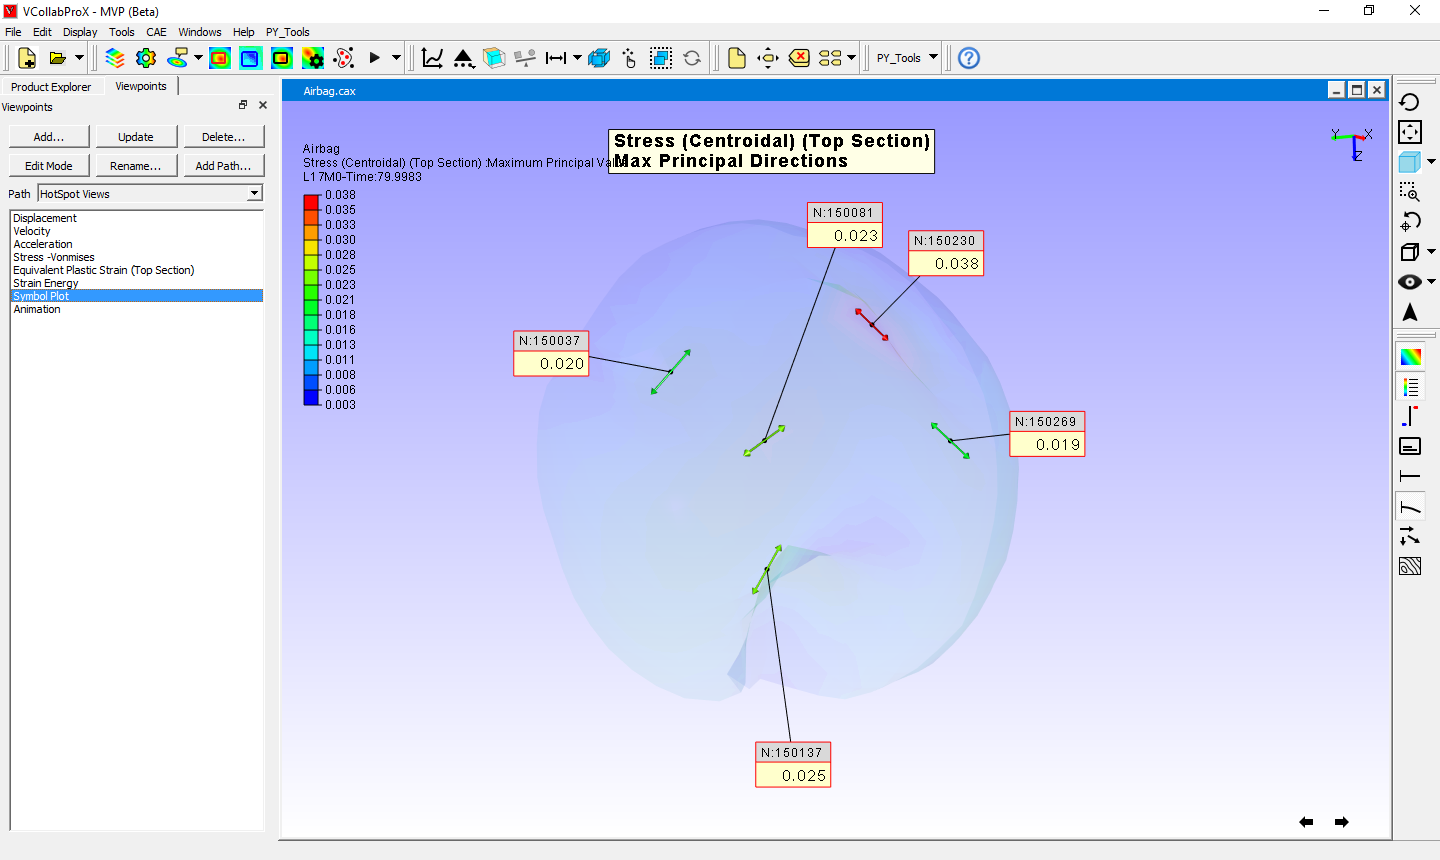 VCollabProX - MVP (Beta)
File Edit Display Tools CAE Windows Help PY_Tools
PY_Tools
Product Explorer Viewpoints
Viewpoints
Add... Update Delete...
Edit Mode Rename... Add Path...
Path HotSpot Views
Displacement
Velocity
Acceleration
Stress -Vonmises
Equivalent Plastic Strain (Top Section)
Strain Energy
Symbol Plot
Animation
Airbag.cax
Stress (Centroidal) (Top Section)
Max Principal Directions
Airbag
Stress (Centroidal) (Top Section) :Maximum Principal Value
L17M0-Time:79.9983
0.038
0.035
0.033
0.030
0.028
0.025
0.023
0.021
0.018
0.016
0.013
0.011
0.008
0.006
0.003
Y X
Z
N:150081
0.023
N:150230
0.038
N:150037
0.020
N:150269
0.019
N:150137
0.025